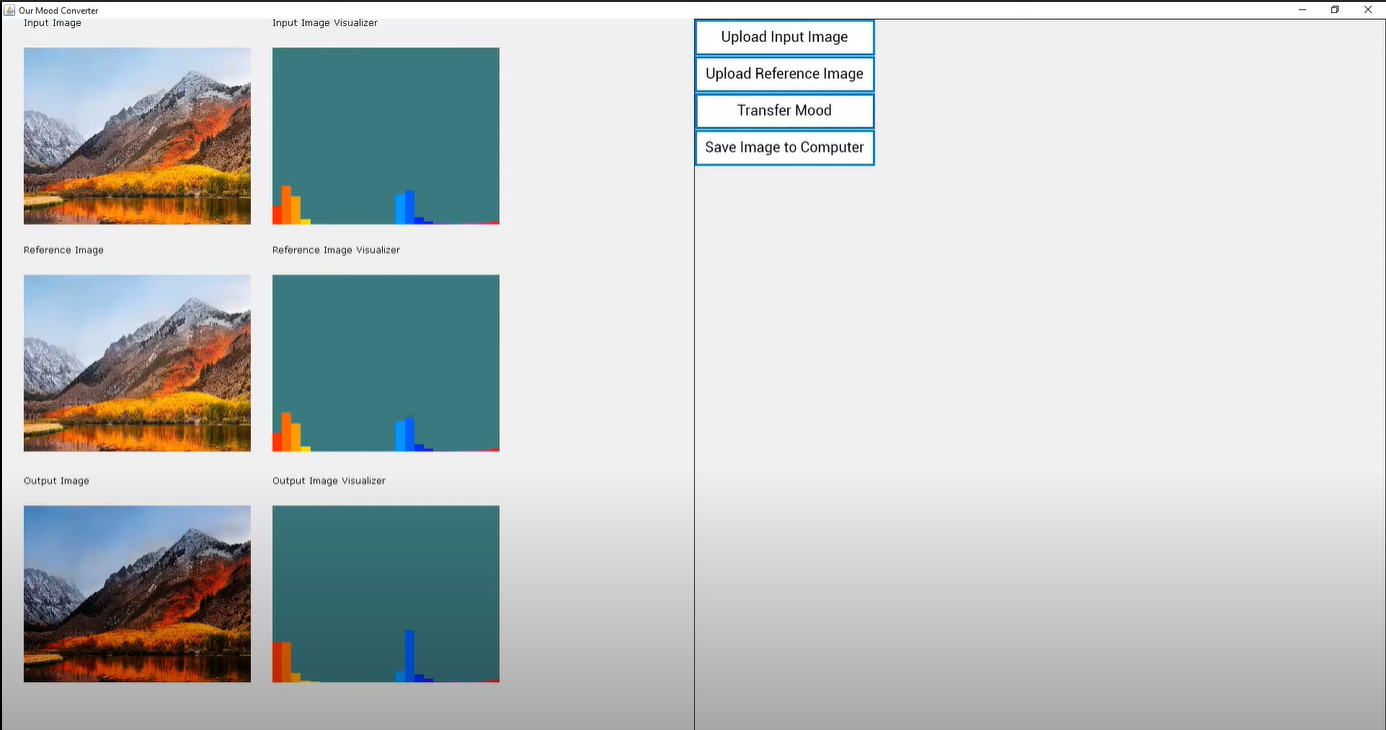 Our Mood Converter
Input Image
Input Image Visualizer
Upload Input Image
Upload Reference Image
Transfer Mood
Save Image to Computer
Reference Image
Reference Image Visualizer
Output Image
Output Image Visualizer